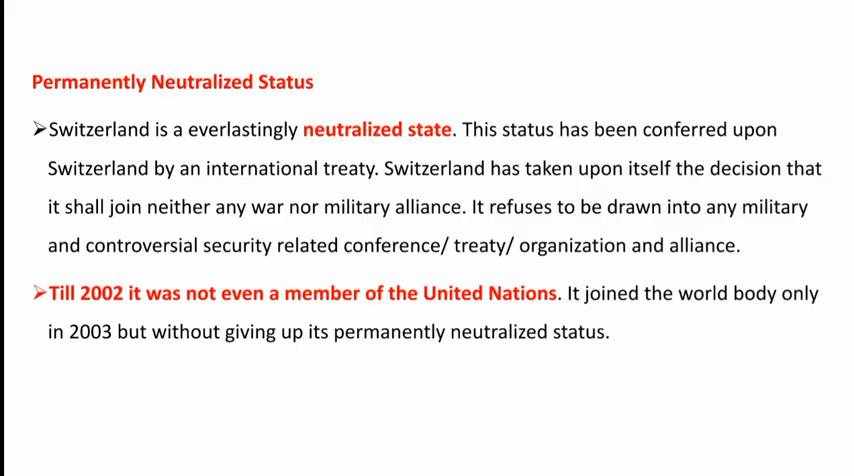 Permanently Neutralized Status
➢Switzerland is a everlastingly neutralized state. This status has been conferred upon
Switzerland by an international treaty. Switzerland has taken upon itself the decision that
it shall join neither any war nor military alliance. It refuses to be drawn into any military
and controversial security related conference/ treaty/ organization and alliance.
➢Till 2002 it was not even a member of the United Nations. It joined the world body only
in 2003 but without giving up its permanently neutralized status.